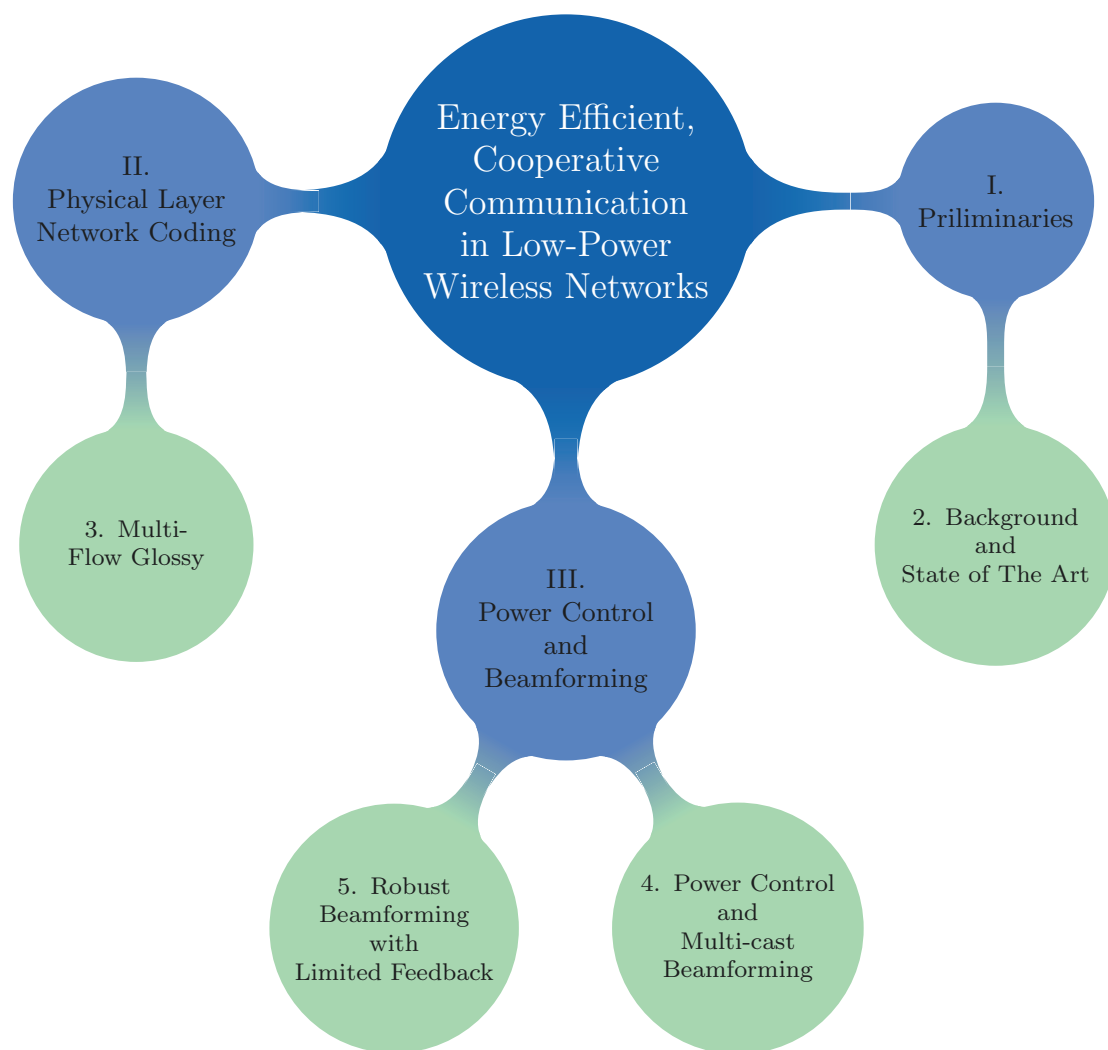 Energy Efficient,
Cooperative
Communication
in Low-Power
Wireless Networks
II.
Physical Layer
Network Coding
I.
Priliminaries
3. Multi-
Flow Glossy
2. Background
and
State of The Art
III.
Power Control
and
Beamforming
5. Robust
Beamforming
with
Limited Feedback
4. Power Control
and
Multi-cast
Beamforming